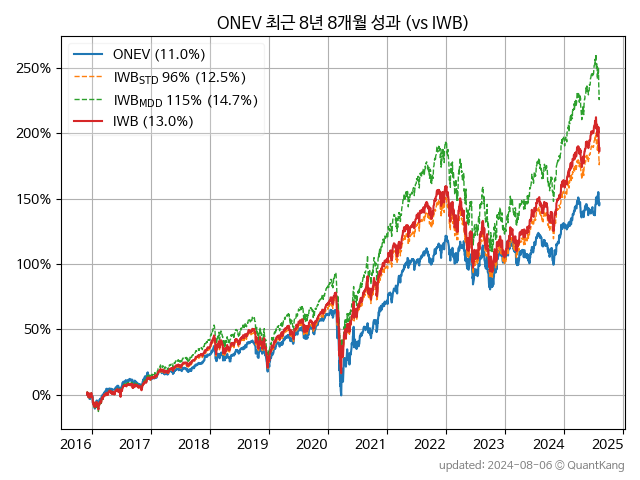 ONEV 최근 8년 8개월 성과 (vs IWB)
ONEV (11.0%)
IWB_STD 96% (12.5%)
IWB_MDD 115% (14.7%)
IWB (13.0%)
250%
200%
150%
100%
50%
0%
2016 2017 2018 2019 2020 2021 2022 2023 2024 2025
updated: 2024-08-06 © QuantKang